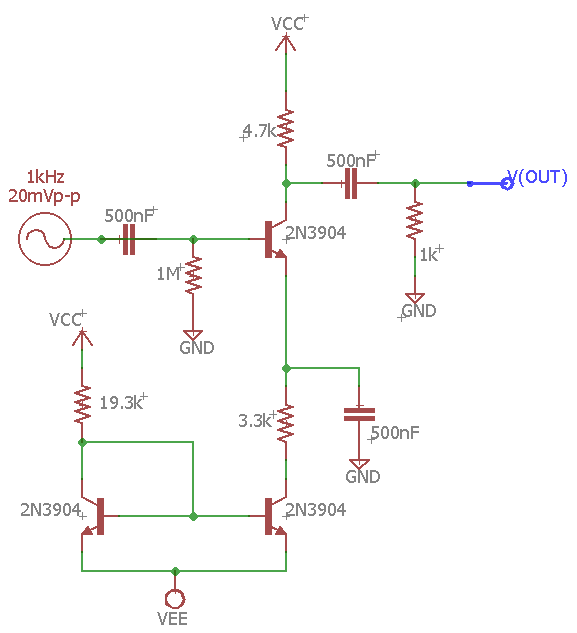 VCC
4.7k
500nF
V(OUT)
1kHz
20mVp-p
500nF
2N3904
1k
1M
GND
GND
VCC
19.3k
3.3k
500nF
GND
2N3904
2N3904
VEE